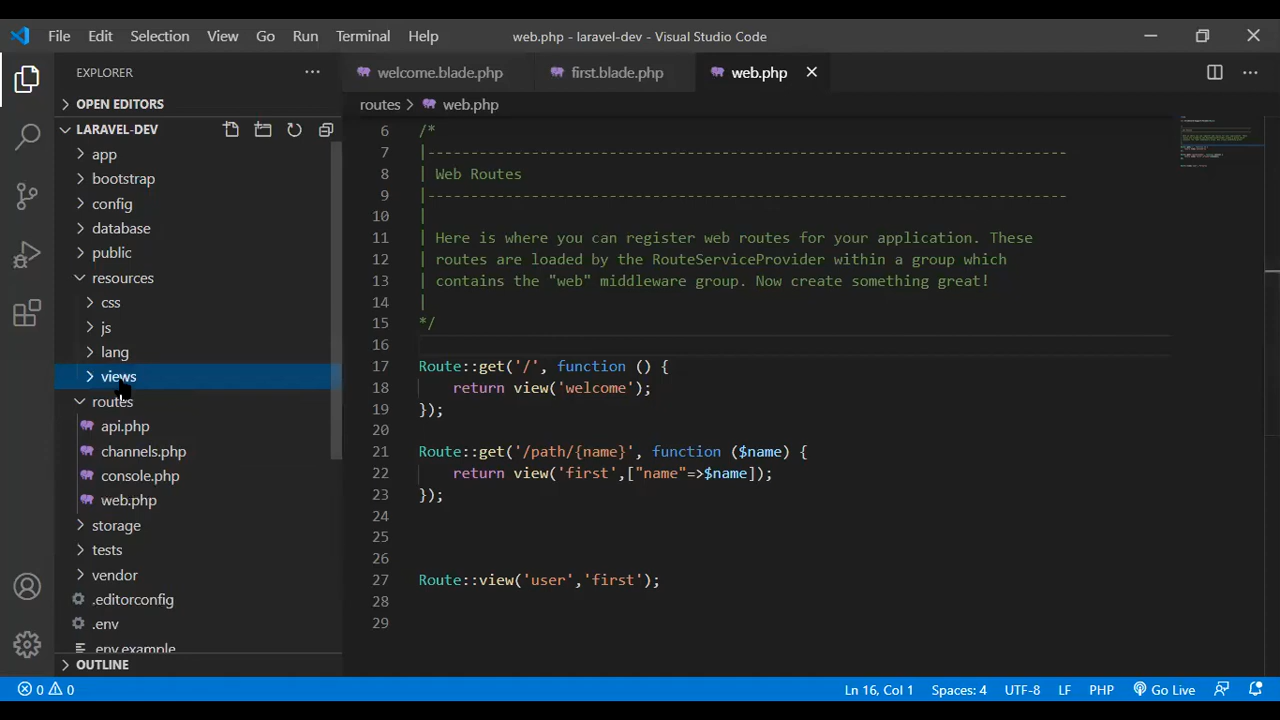 File Edit Selection View Go Run Terminal Help web.php - laravel-dev - Visual Studio Code
EXPLORER
OPEN EDITORS
LARAVEL-DEV
app
bootstrap
config
database
public
resources
css
js
lang
views
routes
api.php
channels.php
console.php
web.php
storage
tests
vendor
.editorconfig
.env
.env.example
OUTLINE
welcome.blade.php first.blade.php web.php
routes > web.php
6 /*
7 |--------------------------------------------------------------------------
8 | Web Routes
9 |--------------------------------------------------------------------------
10 |
11 | Here is where you can register web routes for your application. These
12 | routes are loaded by the RouteServiceProvider within a group which
13 | contains the "web" middleware group. Now create something great!
14 |
15 */
16
17 Route::get('/', function () {
18 return view('welcome');
19 });
20
21 Route::get('/path/{name}', function ($name) {
22 return view('first',["name"=>$name]);
23 });
24
25
26
27 Route::view('user','first');
28
29
0 0 Ln 16, Col 1 Spaces: 4 UTF-8 LF PHP Go Live